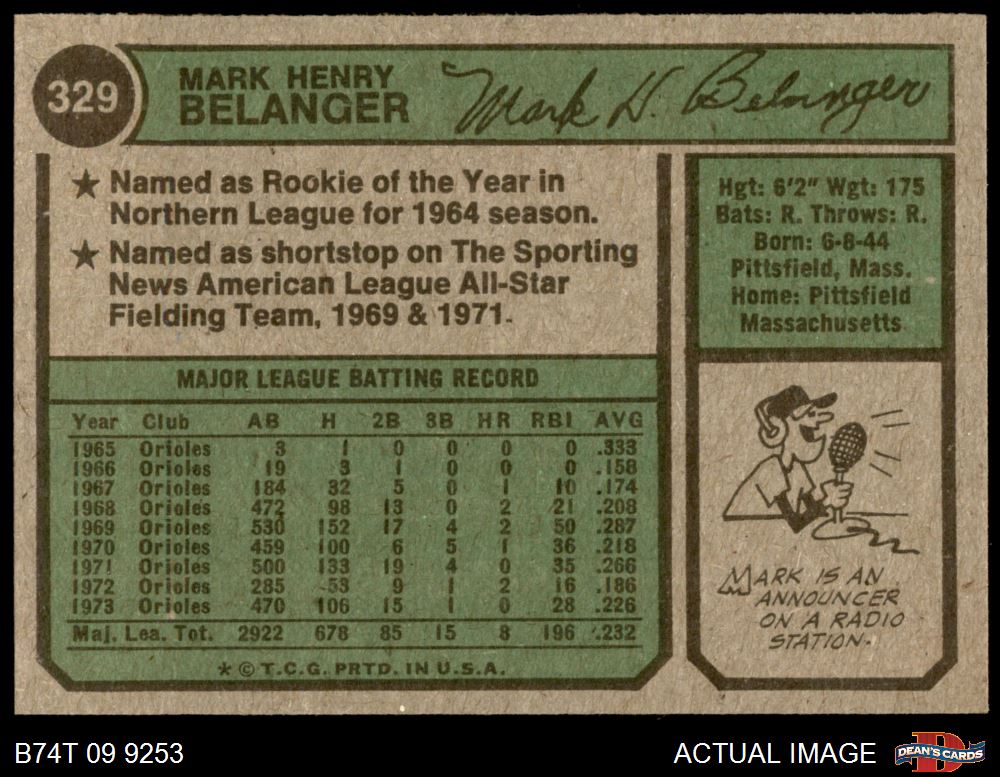 329
MARK HENRY
BELANGER
Mark H. Belanger
★ Named as Rookie of the Year in
Northern League for 1964 season.
★ Named as shortstop on The Sporting
News American League All-Star
Fielding Team, 1969 & 1971.
Hgt: 6'2" Wgt: 175
Bats: R. Throws: R.
Born: 6-8-44
Pittsfield, Mass.
Home: Pittsfield
Massachusetts
MAJOR LEAGUE BATTING RECORD
Year Club AB H 2B 3B HR RBI AVG
1965 Orioles 3 1 0 0 0 0 .333
1966 Orioles 19 3 1 0 0 0 .158
1967 Orioles 184 32 5 0 1 10 .174
1968 Orioles 472 98 13 0 2 21 .208
1969 Orioles 530 152 17 4 2 50 .287
1970 Orioles 459 100 6 5 1 36 .218
1971 Orioles 500 133 19 4 0 35 .266
1972 Orioles 285 53 9 1 2 16 .186
1973 Orioles 470 106 15 1 0 28 .226
Maj. Lea. Tot. 2922 678 85 15 8 196 .232
* © T.C.G. PRTD. IN U.S.A.
MARK IS AN
ANNOUNCER
ON A RADIO
STATION.
B74T 09 9253
ACTUAL IMAGE
B
DEAN'S CARDS